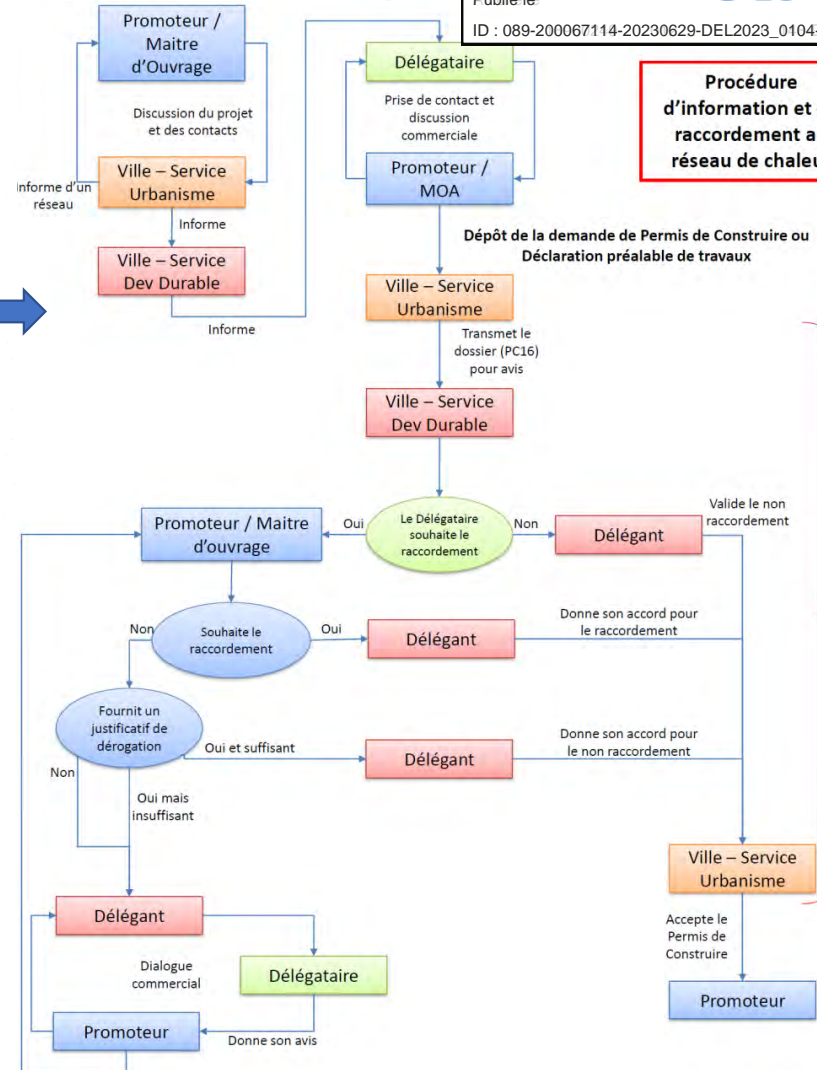 Publié le
ID : 089-200067114-20230629-DEL2023_0104-
Procédure
d'information et
raccordement a
réseau de chaleu
Promoteur /
Maitre
d'Ouvrage
Discussion du projet
et des contacts
Ville – Service
Urbanisme
Informe d'un
réseau
Informe
Ville – Service
Dev Durable
Informe
Délégataire
Prise de contact et
discussion
commerciale
Promoteur /
MOA
Dépôt de la demande de Permis de Construire ou
Déclaration préalable de travaux
Ville – Service
Urbanisme
Transmet le
dossier (PC16)
pour avis
Ville – Service
Dev Durable
Le Délégataire
souhaite le
raccordement
Oui
Non
Promoteur / Maitre
d'ouvrage
Délégant
Valide le non
raccordement
Souhaite le
raccordement
Non
Oui
Délégant
Donne son accord pour
le raccordement
Fournit un
justificatif de
dérogation
Oui et suffisant
Délégant
Donne son accord pour
le non raccordement
Non
Oui mais
insuffisant
Ville – Service
Urbanisme
Délégant
Accepte le
Permis de
Construire
Dialogue
commercial
Délégataire
Promoteur
Promoteur
Donne son avis